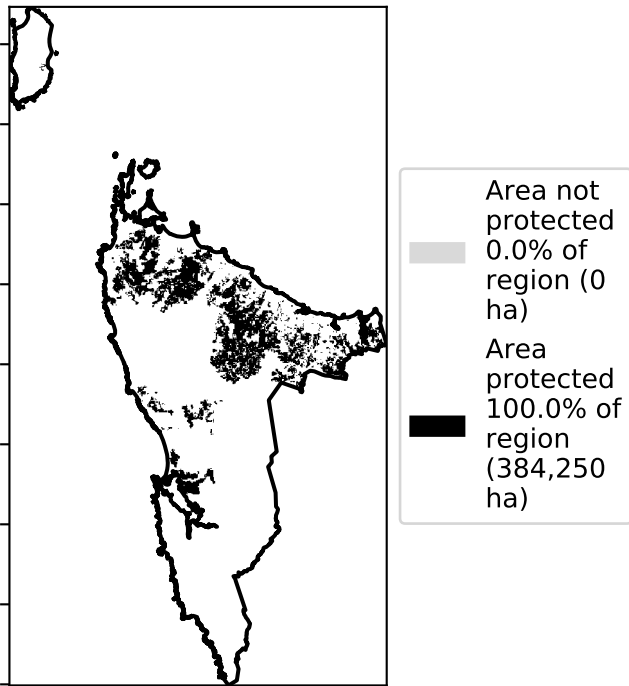 Area not
protected
0.0% of
region (0
ha)
Area
protected
100.0% of
region
(384,250
ha)